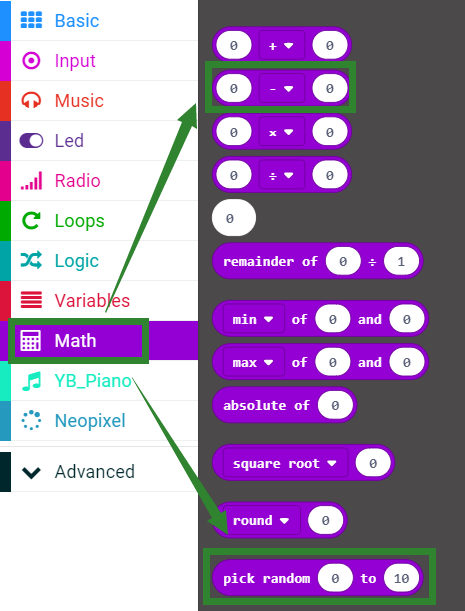 Basic
Input
Music
Led
Radio
Loops
Logic
Variables
Math
YB_Piano
Neopixel
Advanced
0 + 0
0 - 0
0 x 0
0 ÷ 0
0
remainder of 0 ÷ 1
min of 0 and 0
max of 0 and 0
absolute of 0
square root 0
round 0
pick random 0 to 10